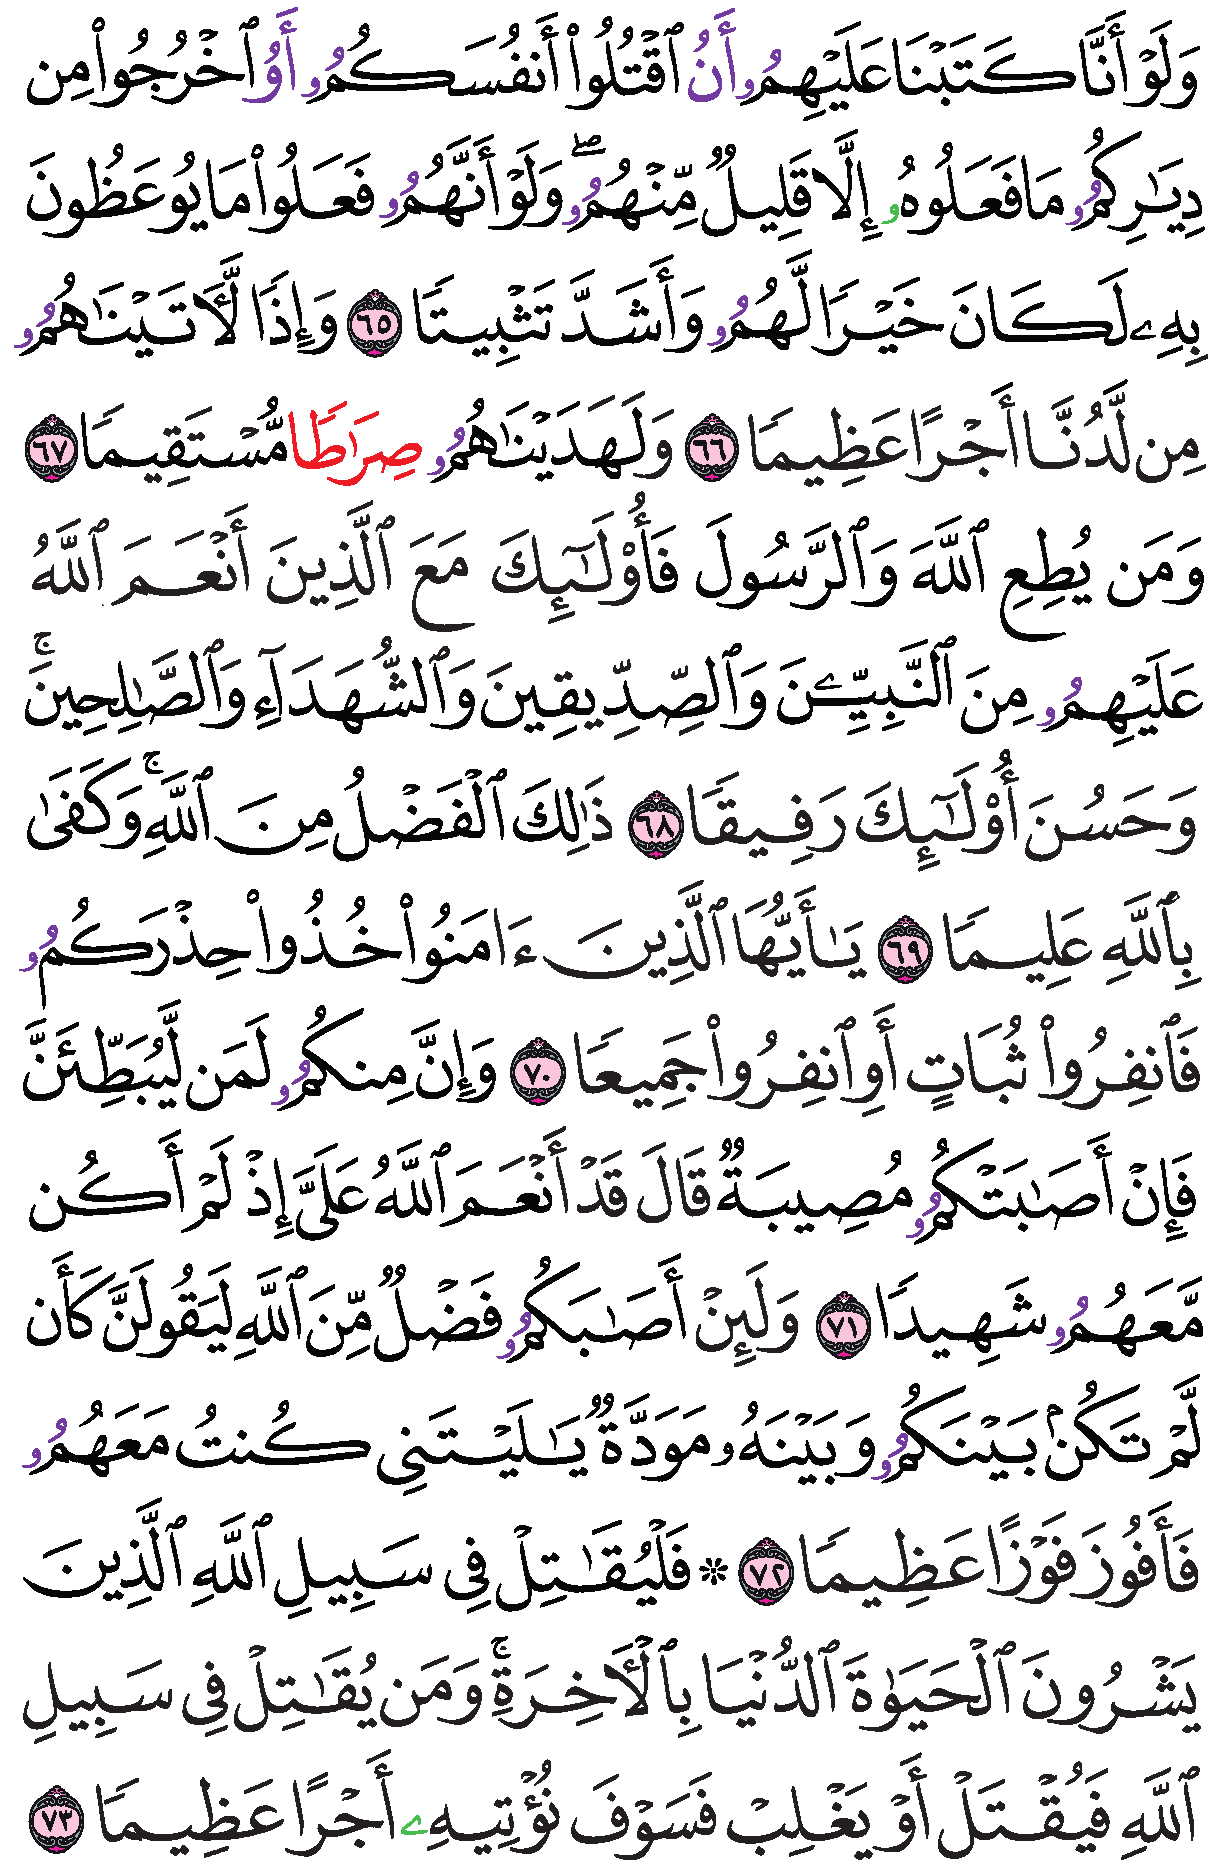 وَلَوۡ أَنَّا كَتَبۡنَا عَلَيۡهِمُۥ أَنُ ٱقۡتُلُواْ أَنفُسَكُمُۥ أَوُ ٱخۡرُجُواْ مِن
دِيَٰرِكُمُۥ مَا فَعَلُوهُۥ إِلَّا قَلِيلٞ مِّنۡهُمُۥۖ وَلَوۡ أَنَّهُمُۥ فَعَلُواْ مَا يُوعَظُونَ
بِهِۦ لَكَانَ خَيۡرٗا لَّهُمُۥ وَأَشَدَّ تَثۡبِيتٗا ٦٥ وَإِذٗا لَّأٓتَيۡنَٰهُمُۥ
مِن لَّدُنَّا أَجۡرًا عَظِيمٗا ٦٦ وَلَهَدَيۡنَٰهُمُۥ صِرَٰطٗا مُّسۡتَقِيمٗا ٦٧
وَمَن يُطِعِ ٱللَّهَ وَٱلرَّسُولَ فَأُوْلَٰٓئِكَ مَعَ ٱلَّذِينَ أَنۡعَمَ ٱللَّهُ
عَلَيۡهِمُۥ مِنَ ٱلنَّبِيِّـۧنَ وَٱلصِّدِّيقِينَ وَٱلشُّهَدَآءِ وَٱلصَّٰلِحِينَۚ
وَحَسُنَ أُوْلَٰٓئِكَ رَفِيقٗا ٦٨ ذَٰلِكَ ٱلۡفَضۡلُ مِنَ ٱللَّهِۚ وَكَفَىٰ
بِٱللَّهِ عَلِيمٗا ٦٩ يَٰأَيُّهَا ٱلَّذِينَ ءَامَنُواْ خُذُواْ حِذۡرَكُمُۥ
فَٱنفِرُواْ ثُبَاتٍ أَوِ ٱنفِرُواْ جَمِيعٗا ٧٠ وَإِنَّ مِنكُمُۥ لَمَن لَّيُبَطِّئَنَّ
فَإِنۡ أَصَٰبَتۡكُمُۥ مُصِيبَةٞ قَالَ قَدۡ أَنۡعَمَ ٱللَّهُ عَلَيَّ إِذۡ لَمۡ أَكُن
مَّعَهُمُۥ شَهِيدٗا ٧١ وَلَئِنۡ أَصَٰبَكُمُۥ فَضۡلٞ مِّنَ ٱللَّهِ لَيَقُولَنَّ كَأَن
لَّمۡ تَكُنۢ بَيۡنَكُمُۥ وَبَيۡنَهُۥ مَوَدَّةٞ يَٰلَيۡتَنِي كُنتُ مَعَهُمُۥ
فَأَفُوزَ فَوۡزًا عَظِيمٗا ٧٢ ۞ فَلۡيُقَٰتِلۡ فِي سَبِيلِ ٱللَّهِ ٱلَّذِينَ
يَشۡرُونَ ٱلۡحَيَوٰةَ ٱلدُّنۡيَا بِٱلۡأٓخِرَةِۚ وَمَن يُقَٰتِلۡ فِي سَبِيلِ
ٱللَّهِ فَيُقۡتَلۡ أَوۡ يَغۡلِبۡ فَسَوۡفَ نُؤۡتِيهِۦ أَجۡرًا عَظِيمٗا ٧٣